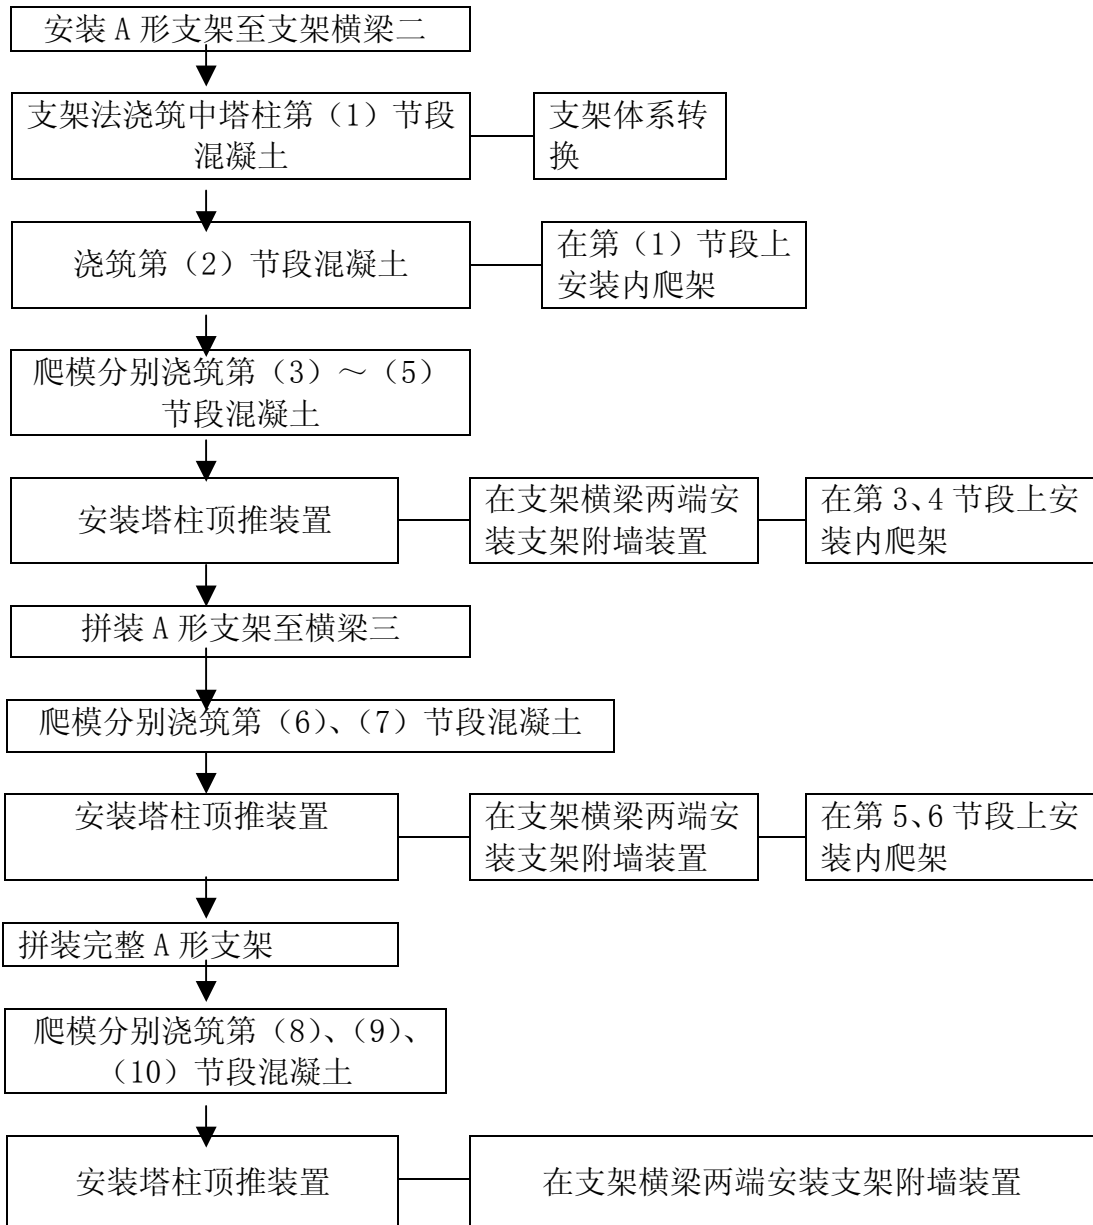 安装 A 形支架至支架横梁二
支架法浇筑中塔柱第（1）节段
混凝土
支架体系转
换
浇筑第（2）节段混凝土
在第（1）节段上
安装内爬架
爬模分别浇筑第（3）～（5）
节段混凝土
安装塔柱顶推装置
在支架横梁两端安
装支架附墙装置
在第 3、4 节段上安
装内爬架
拼装 A 形支架至横梁三
爬模分别浇筑第（6）、（7）节段混凝土
安装塔柱顶推装置
在支架横梁两端安
装支架附墙装置
在第 5、6 节段上安
装内爬架
拼装完整 A 形支架
爬模分别浇筑第（8）、（9）、
（10）节段混凝土
安装塔柱顶推装置
在支架横梁两端安装支架附墙装置